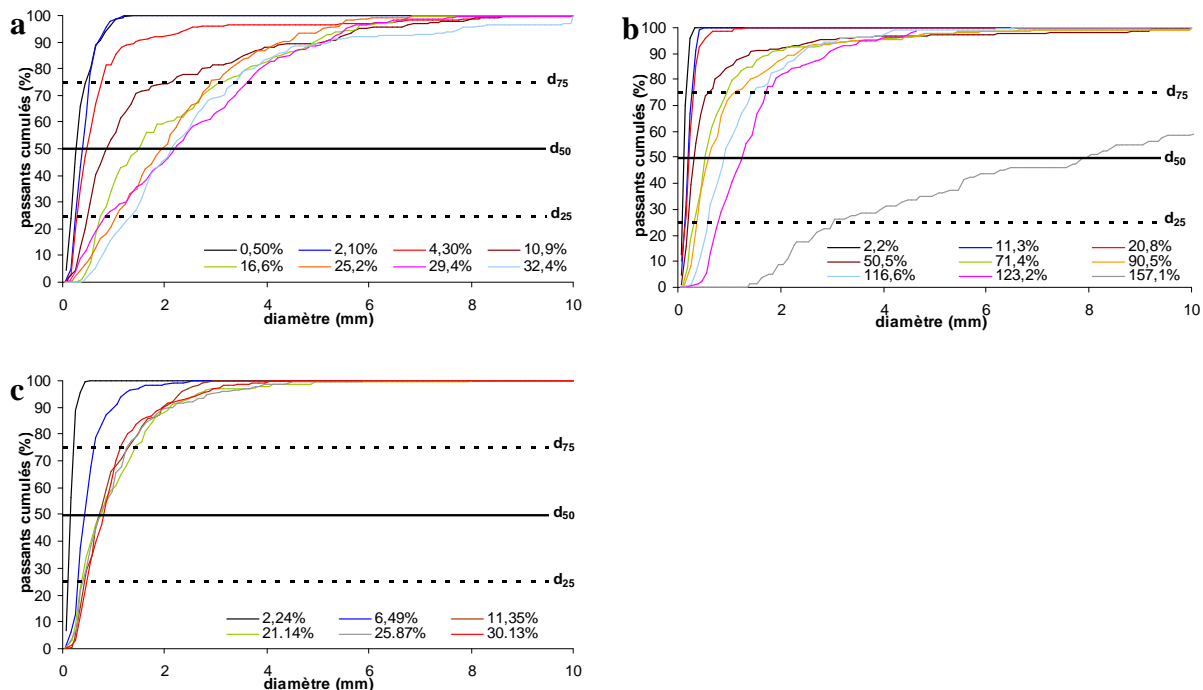 a
passants cumulés (%)
100
90
80
70
60
50
40
30
20
10
0
d75
d50
d25
0,50% 2,10% 4,30% 10,9%
16,6% 25,2% 29,4% 32,4%
0 2 4 6 8 10
diamètre (mm)
b
passants cumulés (%)
100
90
80
70
60
50
40
30
20
10
0
d75
d50
d25
2,2% 11,3% 20,8%
50,5% 71,4% 90,5%
116,6% 123,2% 157,1%
0 2 4 6 8 10
diamètre (mm)
c
passants cumulés (%)
100
90
80
70
60
50
40
30
20
10
0
d75
d50
d25
2,24% 6,49% 11,35%
21.14% 25.87% 30.13%
0 2 4 6 8 10
diamètre (mm)